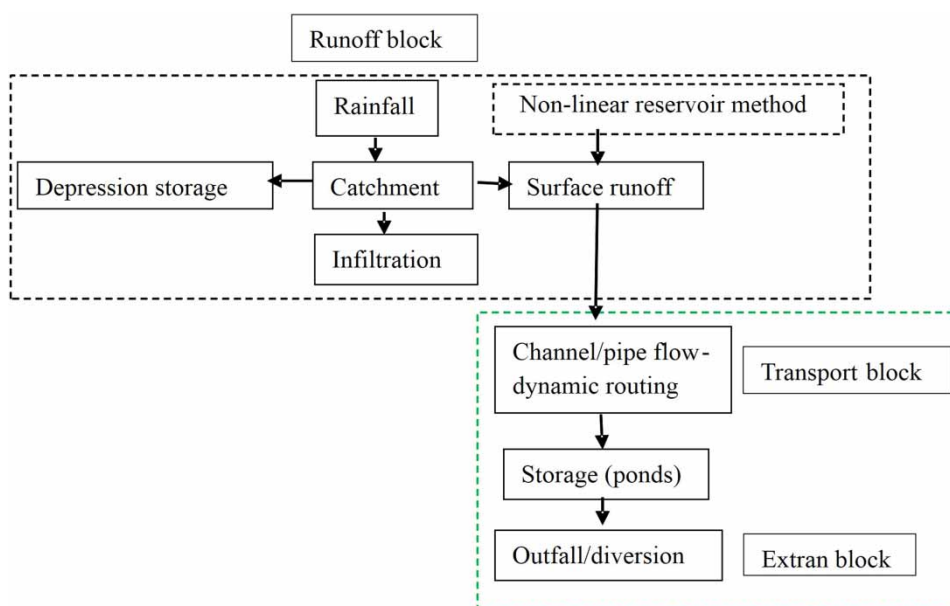 Runoff block
Rainfall
Non-linear reservoir method
Depression storage
Catchment
Surface runoff
Infiltration
Channel/pipe flow-
dynamic routing
Transport block
Storage (ponds)
Outfall/diversion
Extran block